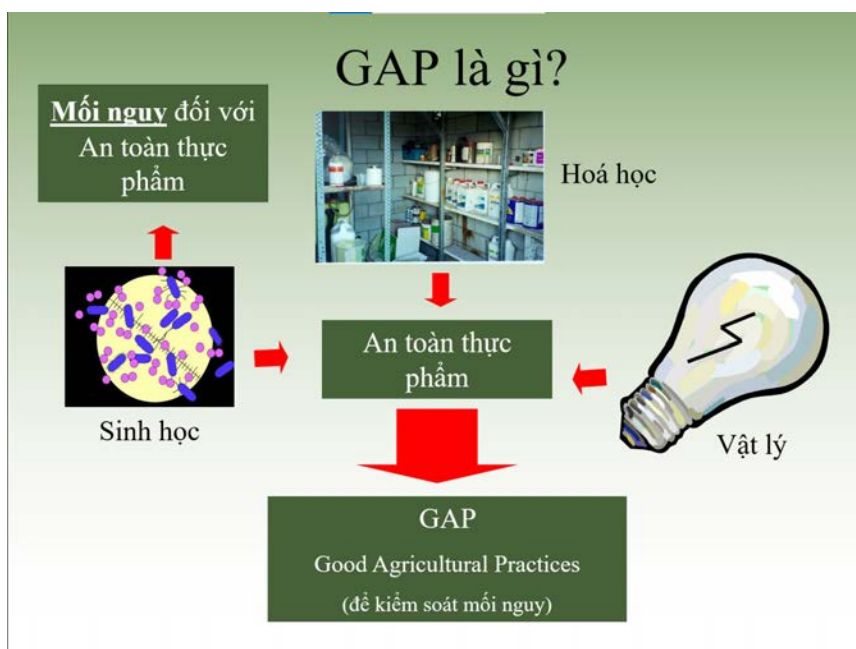 GAP là gì?
Mối nguy đối với
An toàn thực
phẩm
Hoá học
An toàn thực
phẩm
Sinh học
Vật lý
GAP
Good Agricultural Practices
(để kiểm soát mối nguy)